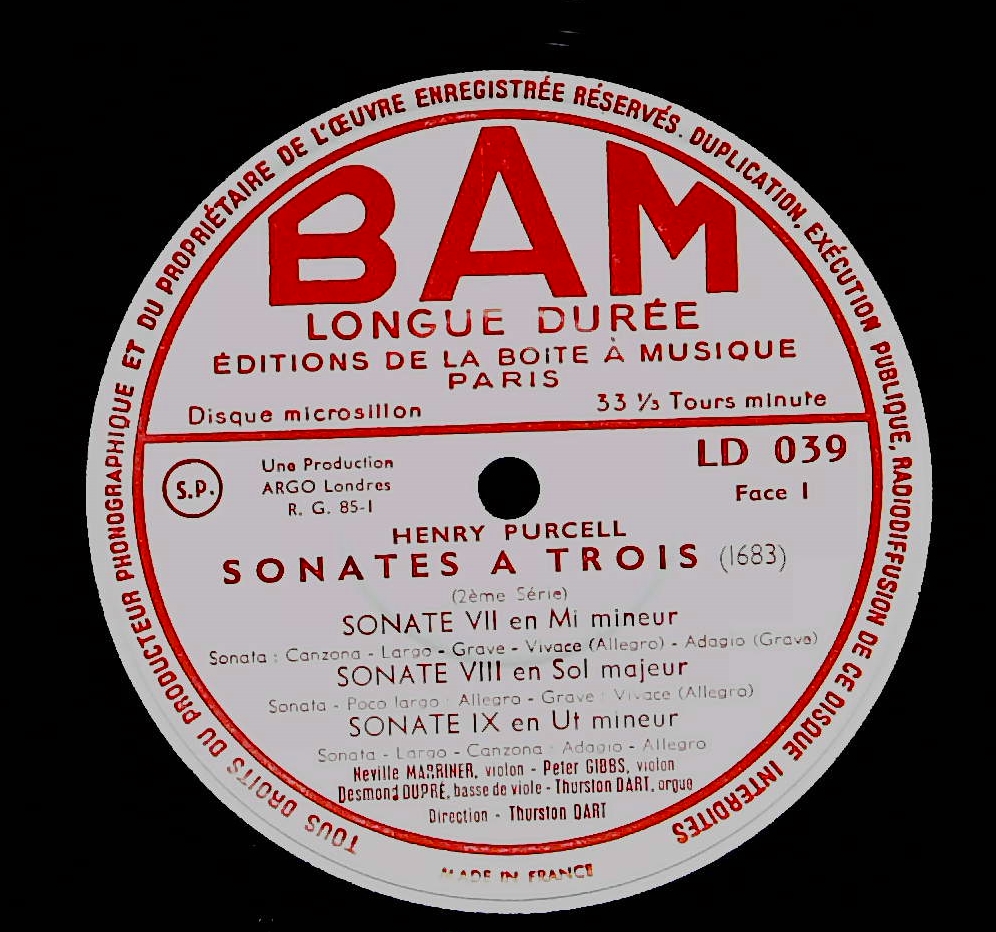 TOUS DROITS DU PRODUCTEUR PHONOGRAPHIQUE ET DU PROPRIÉTAIRE DE L'ŒUVRE ENREGISTRÉE RÉSERVÉS. DUPLICATION, EXÉCUTION PUBLIQUE, RADIODIFFUSION DE CE DISQUE INTERDITES
BAM
LONGUE DURÉE
ÉDITIONS DE LA BOITE À MUSIQUE
PARIS
Disque microsillon
33 ⅓ Tours minute
S.P.
Une Production
ARGO Londres
R. G. 85-1
LD 039
Face 1
HENRY PURCELL
SONATES A TROIS (1683)
(2ème Série)
SONATE VII en Mi mineur
Sonata : Canzona - Largo - Grave - Vivace (Allegro) - Adagio (Grave)
SONATE VIII en Sol majeur
Sonata - Poco largo : Allegro - Grave : Vivace (Allegro)
SONATE IX en Ut mineur
Sonata - Largo - Canzona : Adagio - Allegro
Neville MARRINER, violon - Peter GIBBS, violon
Desmond DUPRÉ, basse de viole - Thurston DART, orgue
Direction - Thurston DART
MADE IN FRANCE